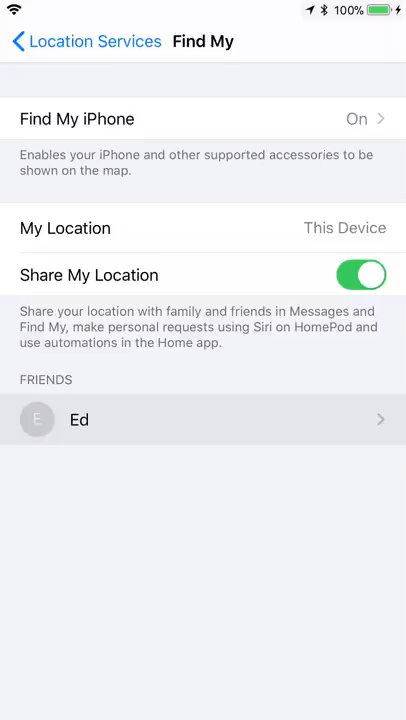 100%
Location Services Find My
Find My iPhone On
Enables your iPhone and other supported accessories to be
shown on the map.
My Location This Device
Share My Location
Share your location with family and friends in Messages and
Find My, make personal requests using Siri on HomePod and
use automations in the Home app.
FRIENDS
E Ed